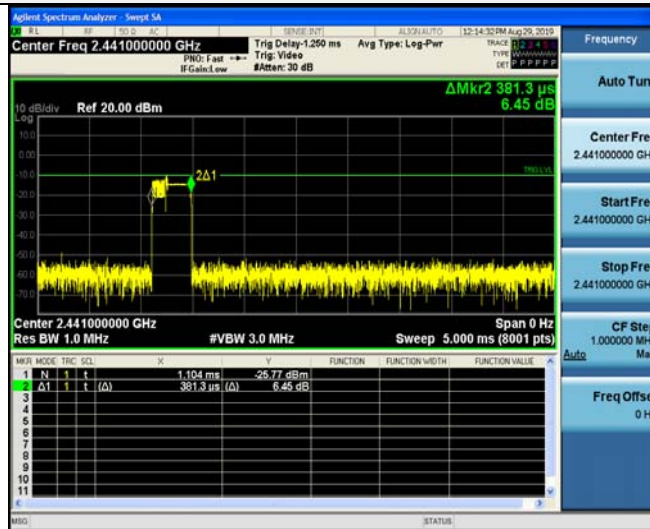 Agilent Spectrum Analyzer - Swept SA
RL RF 50 Ω AC SENSE:INT ALIGN AUTO 12:14:32 PM Aug 29, 2019
Center Freq 2.441000000 GHz
PNO: Fast
IFGain:Low
Trig Delay-1.250 ms
Trig: Video
#Atten: 30 dB
Avg Type: Log-Pwr
TRACE 1 2 3 4 5 6
TYPE
DET P P P P P P
ΔMkr2 381.3 µs
6.45 dB
10 dB/div Ref 20.00 dBm
Log
10.0
0.00
-10.0
-20.0
-30.0
-40.0
-50.0
-60.0
-70.0
2Δ1
TRIG LVL
Center 2.441000000 GHz Span 0 Hz
Res BW 1.0 MHz #VBW 3.0 MHz Sweep 5.000 ms (8001 pts)
MKR MODE TRC SCL X Y FUNCTION FUNCTION WIDTH FUNCTION VALUE
1 N 1 t 1.104 ms -25.77 dBm
2 Δ1 1 t (Δ) 381.3 µs (Δ) 6.45 dB
3
4
5
6
7
8
9
10
11
MSG STATUS
Frequency
Auto Tun
Center Fre
2.441000000 GH
Start Fre
2.441000000 GH
Stop Fre
2.441000000 GH
CF Ste
1.000000 MH
Auto Ma
Freq Offse
0 H